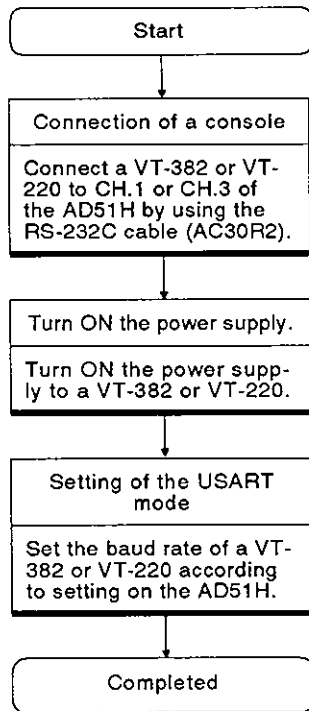 Start
Connection of a console
Connect a VT-382 or VT-
220 to CH.1 or CH.3 of
the AD51H by using the
RS-232C cable (AC30R2).
Turn ON the power supply.
Turn ON the power supp-
ly to a VT-382 or VT-220.
Setting of the USART
mode
Set the baud rate of a VT-
382 or VT-220 according
to setting on the AD51H.
Completed